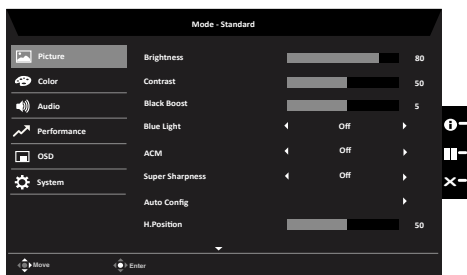 Mode - Standard
Picture
Color
Audio
Performance
OSD
System
Brightness 80
Contrast 50
Black Boost 5
Blue Light Off
ACM Off
Super Sharpness Off
Auto Config
H.Position 50
Move Enter